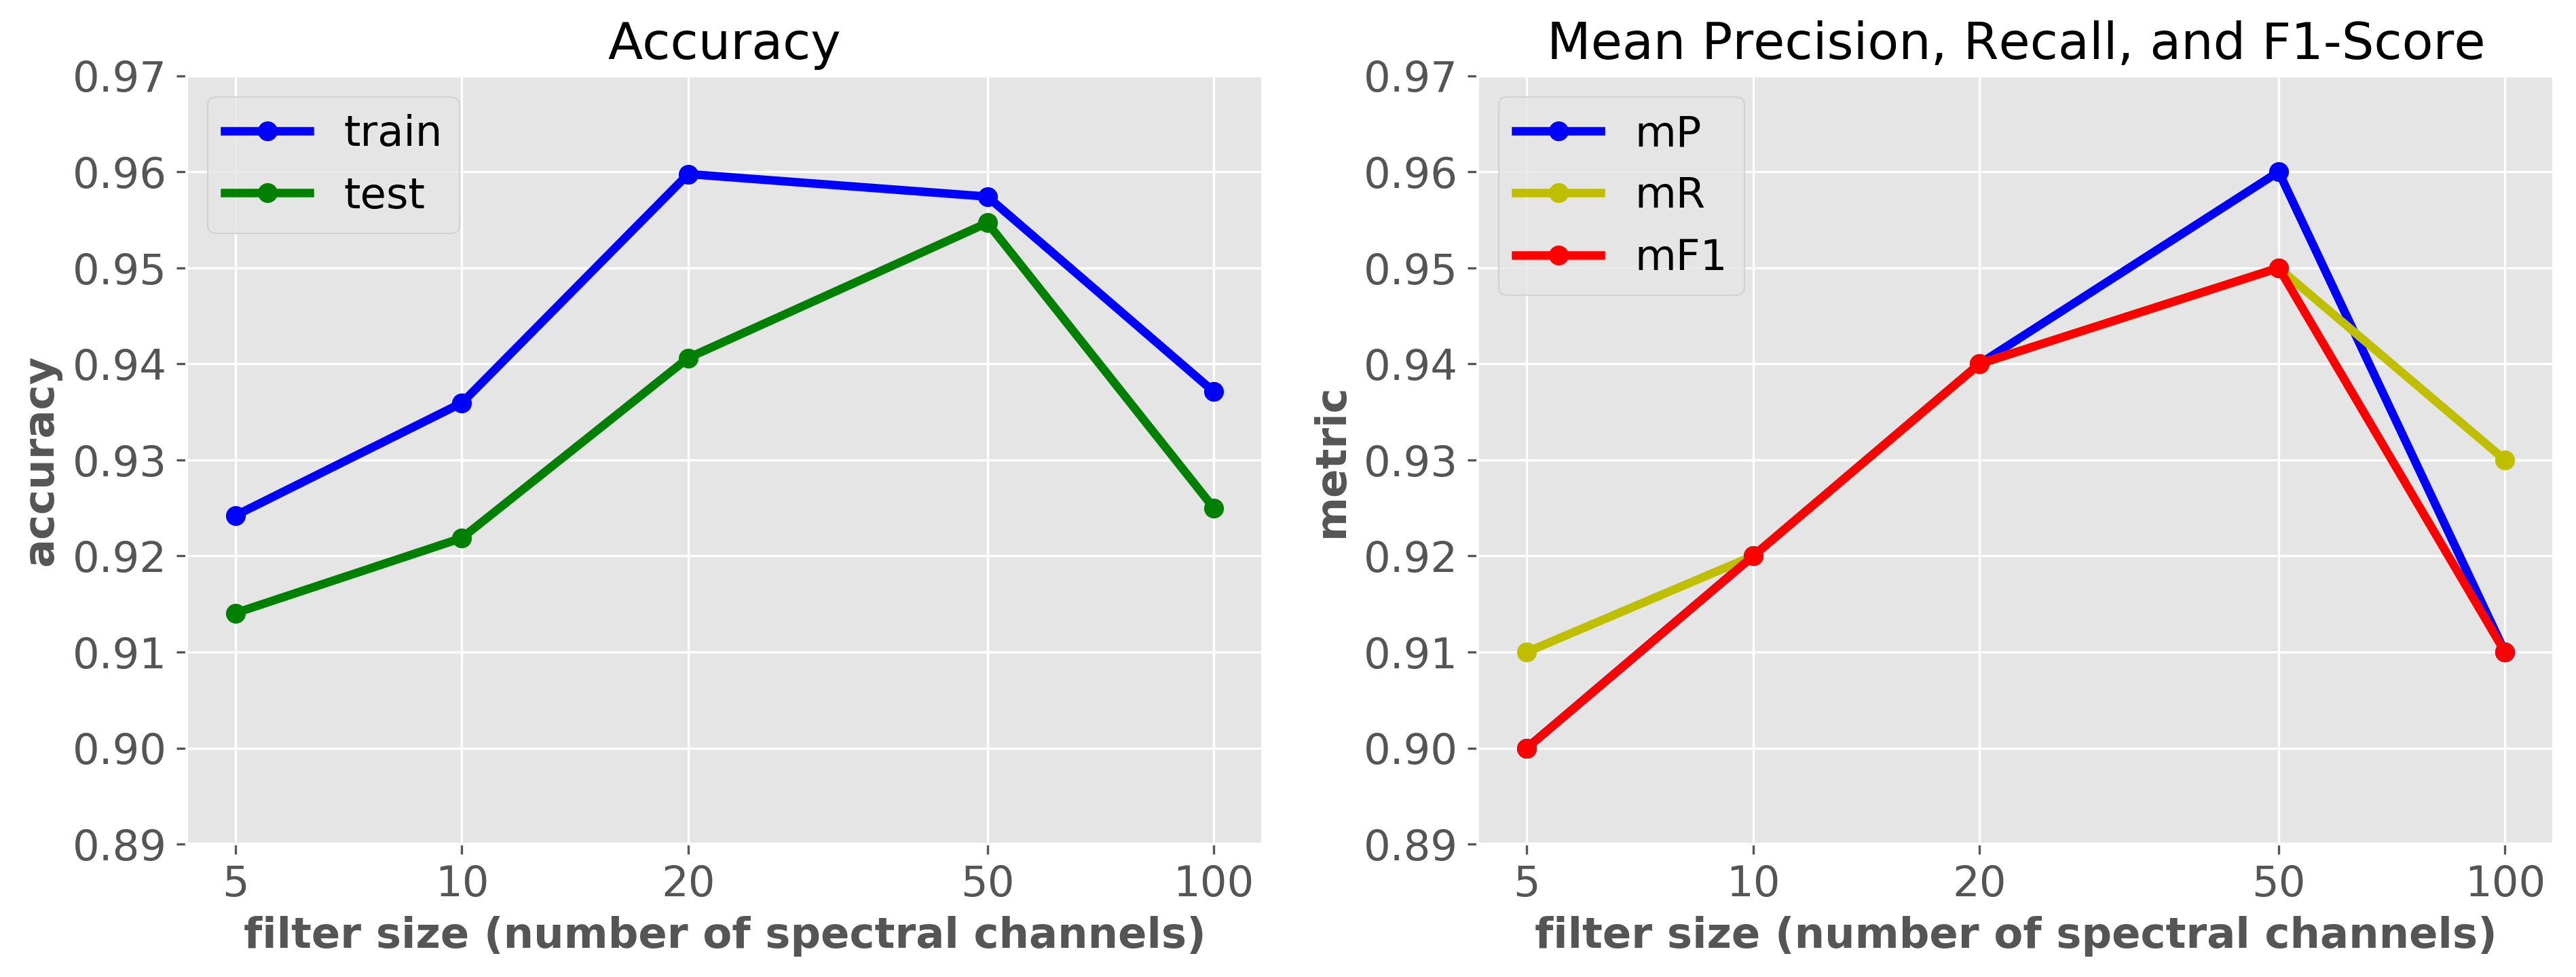 Accuracy
0.97
0.96
0.95
0.94
0.93
0.92
0.91
0.90
0.89
accuracy
train
test
5 10 20 50 100
filter size (number of spectral channels)
Mean Precision, Recall, and F1-Score
0.97
0.96
0.95
0.94
0.93
0.92
0.91
0.90
0.89
metric
mP
mR
mF1
5 10 20 50 100
filter size (number of spectral channels)